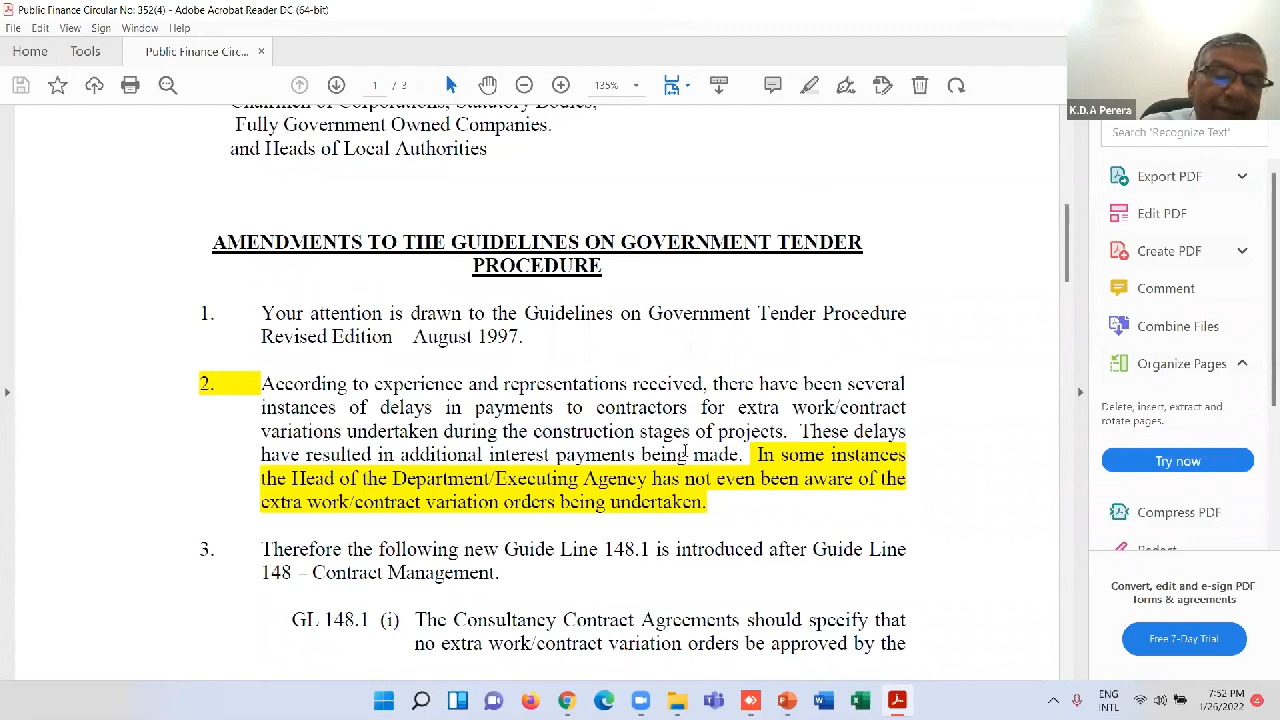 Public Finance Circular No: 352(4) - Adobe Acrobat Reader DC (64-bit)
File Edit View Sign Window Help
Home Tools Public Finance Circ... ×
1 / 3 135%
K.D.A Perera
Chairmen of Corporations, Statutory Bodies,
Fully Government Owned Companies.
and Heads of Local Authorities
AMENDMENTS TO THE GUIDELINES ON GOVERNMENT TENDER
PROCEDURE
1. Your attention is drawn to the Guidelines on Government Tender Procedure
Revised Edition August 1997.
2. According to experience and representations received, there have been several
instances of delays in payments to contractors for extra work/contract
variations undertaken during the construction stages of projects. These delays
have resulted in additional interest payments being made. In some instances
the Head of the Department/Executing Agency has not even been aware of the
extra work/contract variation orders being undertaken.
3. Therefore the following new Guide Line 148.1 is introduced after Guide Line
148 – Contract Management.
GL 148.1 (i) The Consultancy Contract Agreements should specify that
no extra work/contract variation orders be approved by the
Search 'Recognize Text'
Export PDF
Edit PDF
Create PDF
Comment
Combine Files
Organize Pages
Delete, insert, extract and
rotate pages.
Try now
Compress PDF
Redact
Convert, edit and e-sign PDF
forms & agreements
Free 7-Day Trial
ENG
INTL
7:52 PM
1/26/2022
4